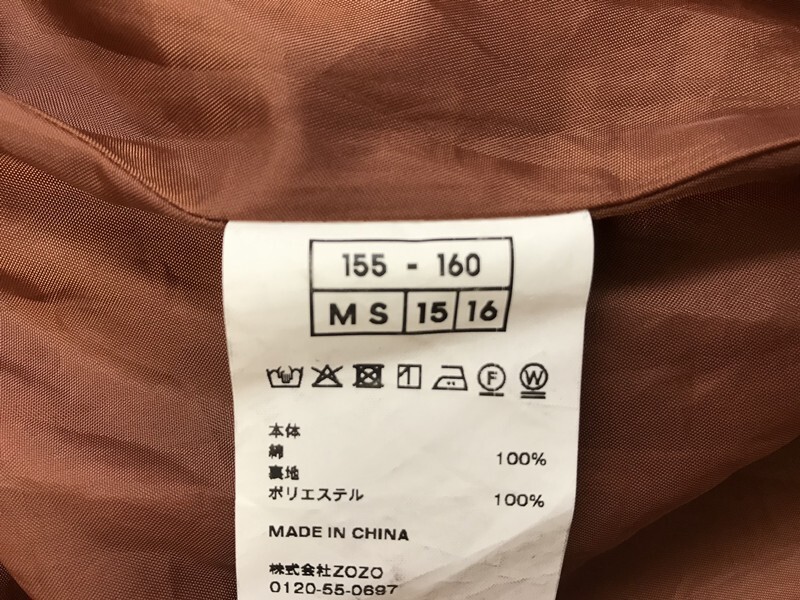 155 - 160
M S 15 16
F W
本体
綿 100%
裏地
ポリエステル 100%
MADE IN CHINA
株式会社ZOZO
0120-55-0697